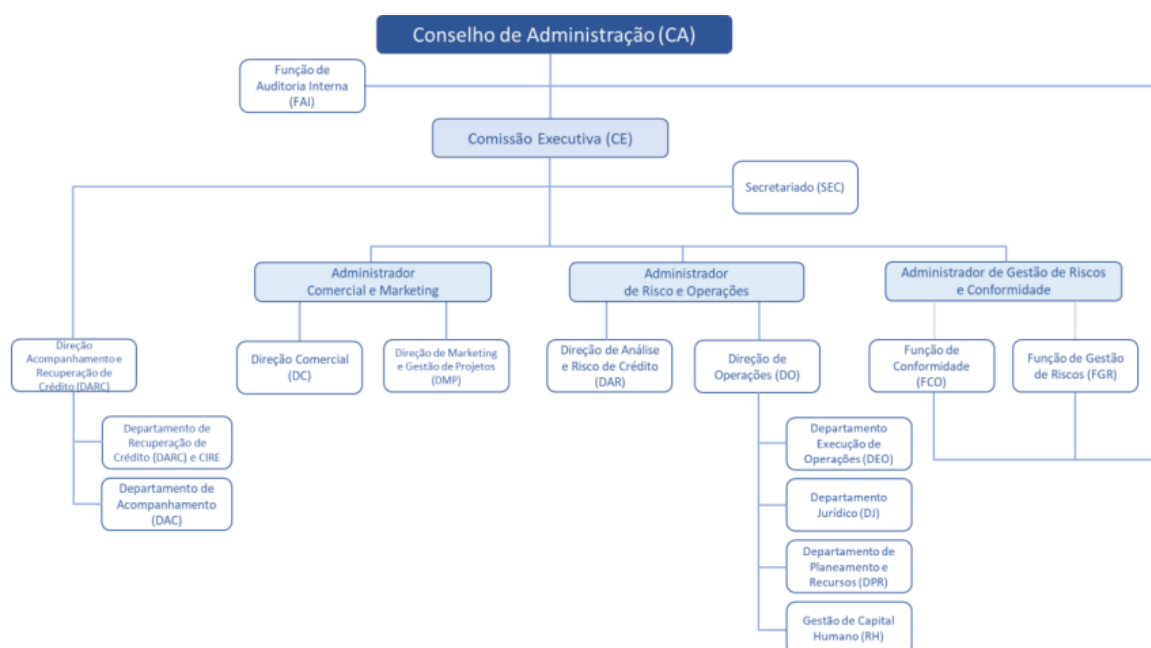 Conselho de Administração (CA)
Função de
Auditoria Interna
(FAI)
Comissão Executiva (CE)
Secretariado (SEC)
Administrador
Comercial e Marketing
Administrador
de Risco e Operações
Administrador de Gestão de Riscos
e Conformidade
Direção
Acompanhamento e
Recuperação de
Crédito (DARC)
Direção Comercial
(DC)
Direção de Marketing
e Gestão de Projetos
(DMP)
Direção de Análise
e Risco de Crédito
(DAR)
Direção de
Operações (DO)
Função de
Conformidade
(FCO)
Função de Gestão
de Riscos (FGR)
Departamento de
Recuperação de
Crédito (DARC) e CIRE
Departamento de
Acompanhamento
(DAC)
Departamento
Execução de
Operações (DEO)
Departamento
Jurídico (DJ)
Departamento de
Planeamento e
Recursos (DPR)
Gestão de Capital
Humano (RH)